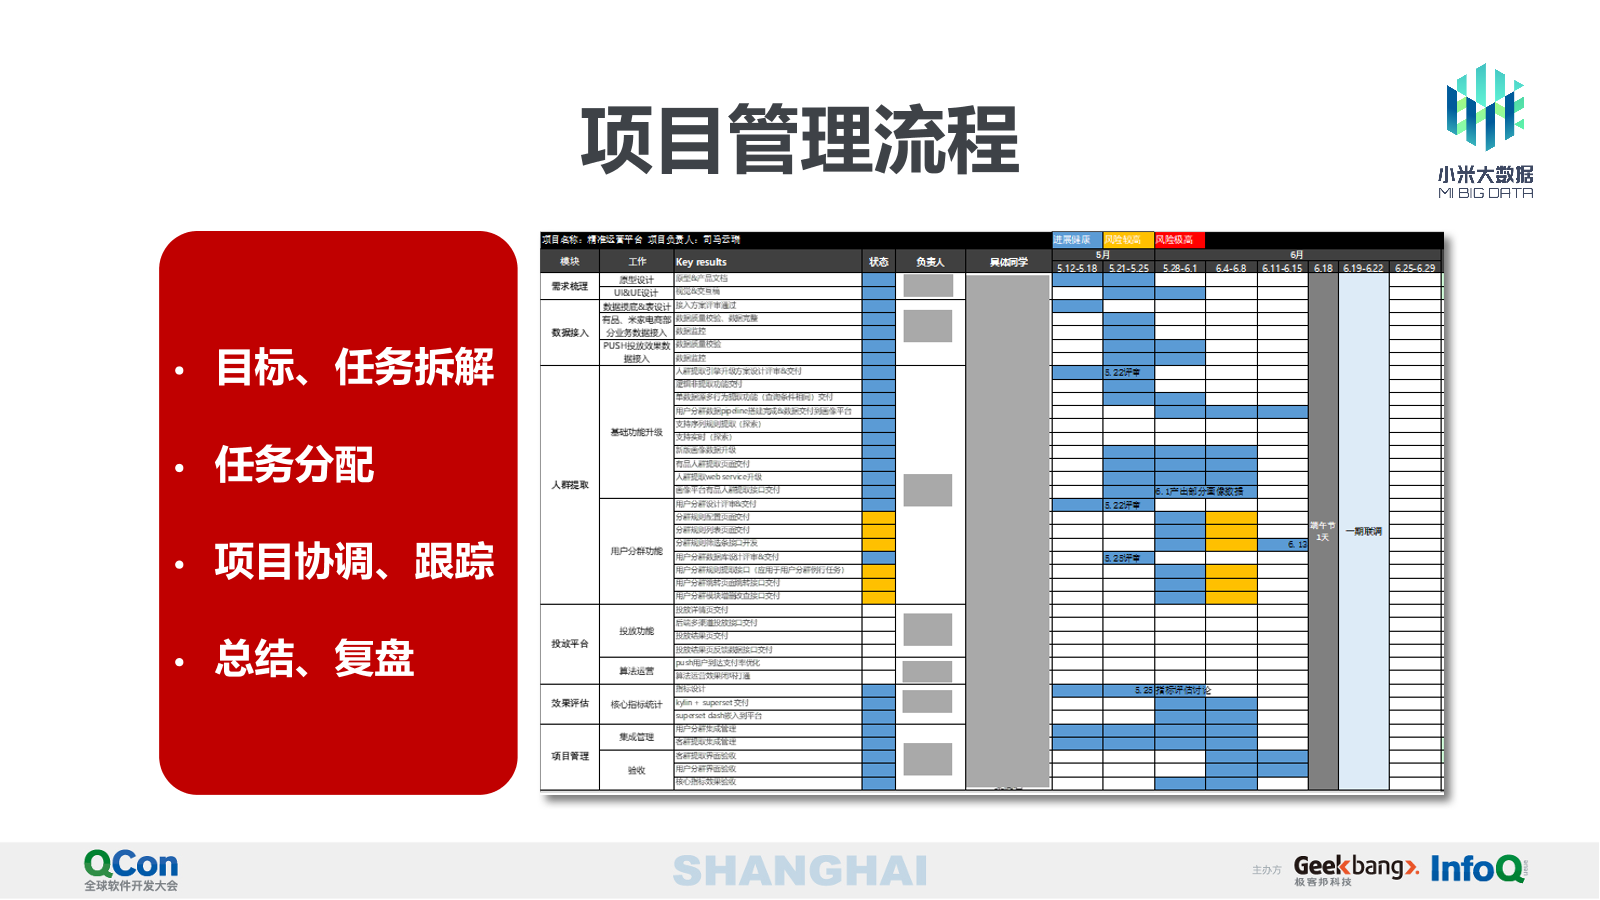 项目管理流程
小米大数据
MI BIG DATA
• 目标、任务拆解
• 任务分配
• 项目协调、跟踪
• 总结、复盘
项目名称：精准运营平台 项目负责人：司马云瑞
进展健康 风险较高 风险极高
模块 工作 Key results 状态 负责人 具体同学
5月 6月
5.12-5.18 5.21-5.25 5.28-6.1 6.4-6.8 6.11-6.15 6.18 6.19-6.22 6.25-6.29
需求梳理
原型设计 原型&产品文档
UI&UE设计 视觉&交互稿
数据接入
数据摸底&表设计 接入方案评审通过
有品、米家电商部分业务数据接入 数据质量校验、数据完整
数据监控
PUSH投放效果数据接入 数据质量校验
数据监控
人群提取
基础功能升级
人群提取引擎升级方案设计评审&交付 5.22评审
逻辑非提取功能交付
单数据源多行为提取功能（查询条件相同）交付
用户分群数据pipeline搭建完成&数据交付到画像平台
支持序列规则提取（探索）
支持实时（探索）
新版画像数据升级
有品人群提取页面交付
人群提取web service升级
画像平台有品人群提取接口交付 6.1产出部分画像数据
用户分群功能
用户分群设计评审&交付 5.22评审
分群规则配置页面交付
分群规则列表页面交付
分群规则筛选条接口开发 6.13
用户分群数据库设计评审&交付 5.25评审
用户分群规则提取接口（应用于用户分群例行任务）
用户分群跳转页面跳转接口交付
用户分群模块增删改查接口交付
端午节
1天
一期联调
投放平台
投放功能
投放详情页交付
后端多渠道投放接口交付
投放结果页交付
投放结果页反馈数据接口交付
算法运营
push用户到达支付率优化
算法运营效果闭环打通
效果评估
核心指标统计
指标设计 5.25指标评估讨论
kylin + superset 交付
superset dash嵌入到平台
项目管理
集成管理
用户分群集成管理
客群提取集成管理
验收
客群提取界面验收
用户分群界面验收
核心指标效果验收
QCon
全球软件开发大会
SHANGHAI
主办方 Geekbang 极客邦科技 InfoQ